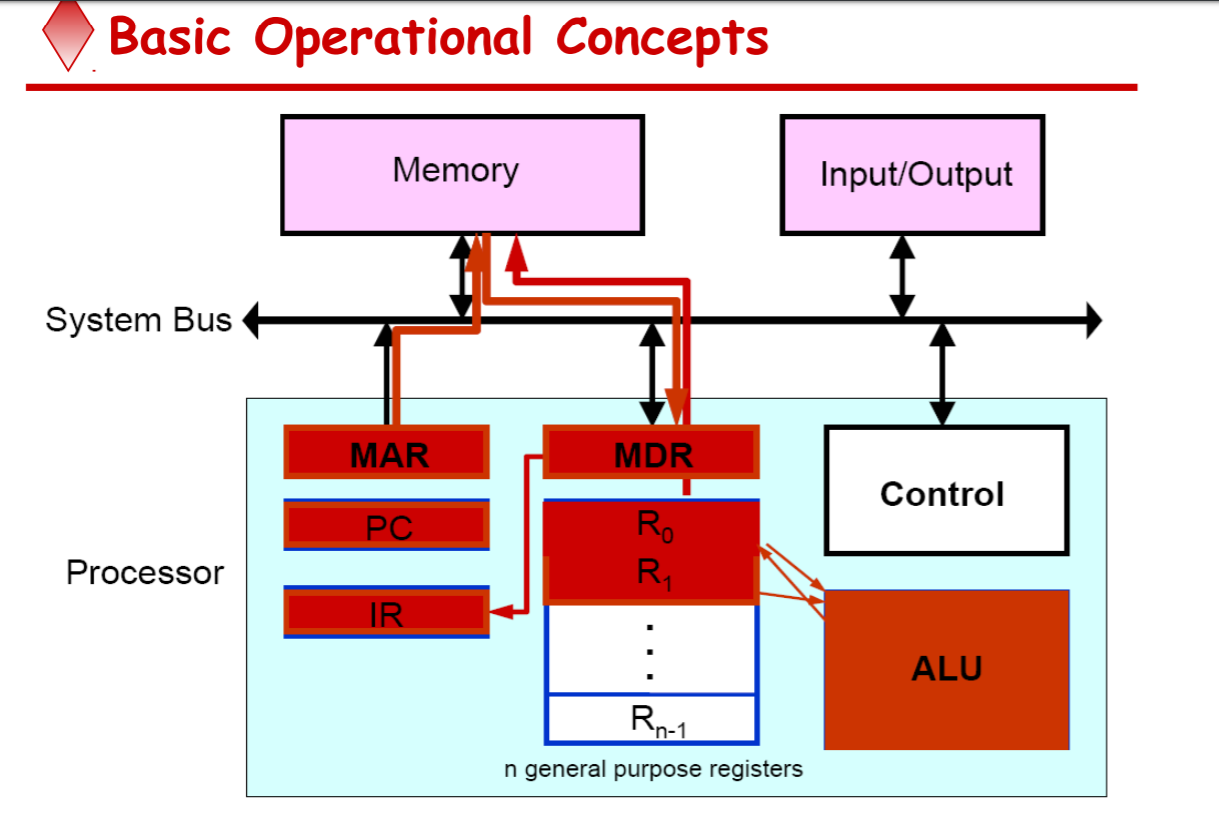 Basic Operational Concepts
Memory
Input/Output
System Bus
MAR
MDR
Control
PC
R0
R1
Processor
IR
ALU
Rn-1
n general purpose registers